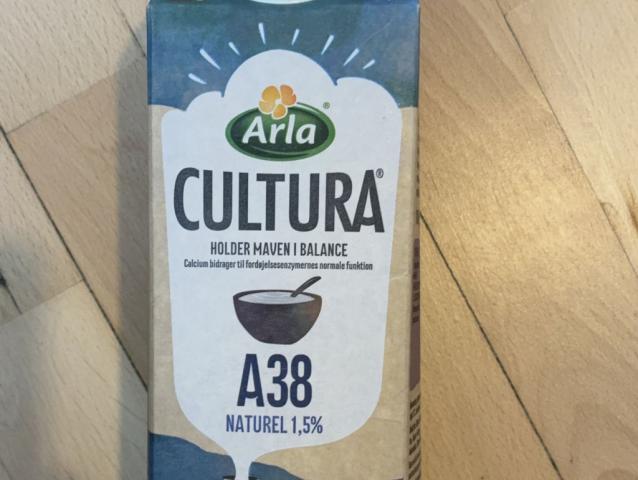 Arla®
CULTURA®
HOLDER MAVEN I BALANCE
Calcium bidrager til fordøjelsesenzymernes normale funktion
A38
NATUREL 1,5%